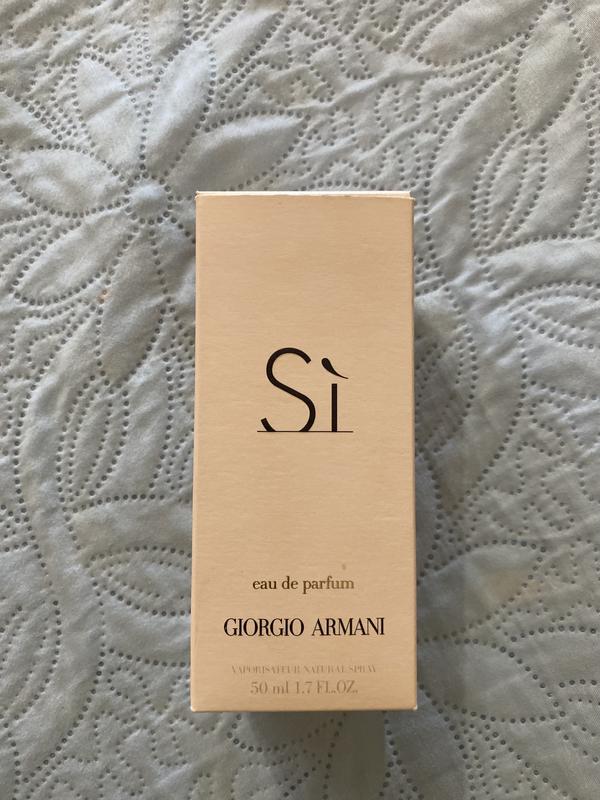 Sì
eau de parfum
GIORGIO ARMANI
VAPORISATEUR NATURAL SPRAY
50 ml 1.7 FL.OZ.